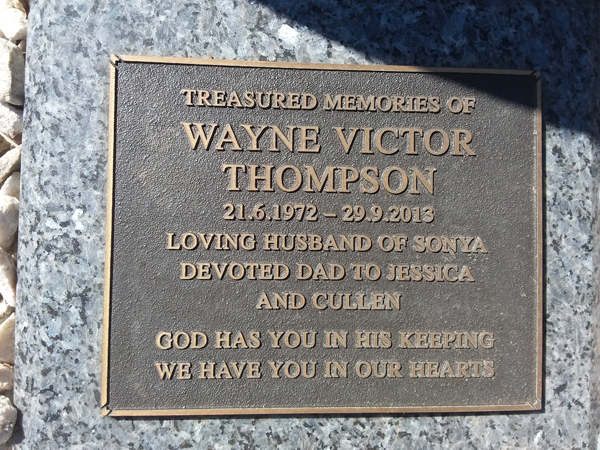 TREASURED MEMORIES OF
WAYNE VICTOR
THOMPSON
21.6.1972 – 29.9.2013
LOVING HUSBAND OF SONYA
DEVOTED DAD TO JESSICA
AND CULLEN
GOD HAS YOU IN HIS KEEPING
WE HAVE YOU IN OUR HEARTS